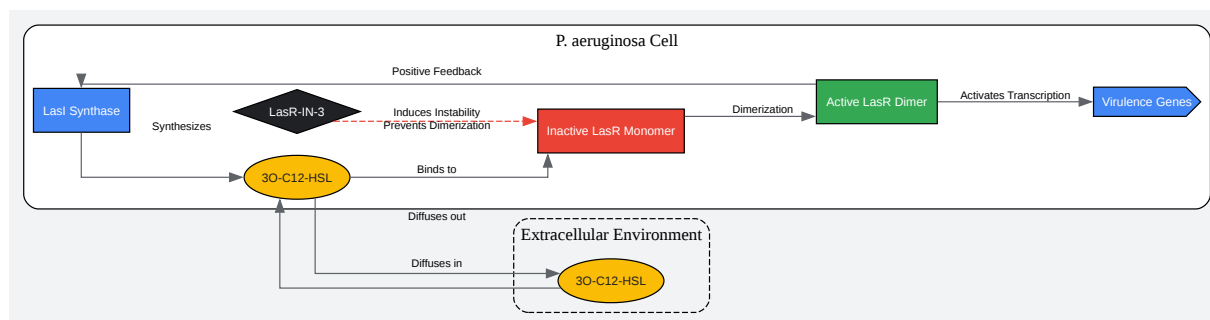 P. aeruginosa Cell
Positive Feedback
LasI Synthase
LasR-IN-3
Synthesizes
Induces Instability
Prevents Dimerization
Inactive LasR Monomer
Dimerization
Active LasR Dimer
Activates Transcription
Virulence Genes
3O-C12-HSL
Binds to
Diffuses out
Extracellular Environment
Diffuses in
3O-C12-HSL